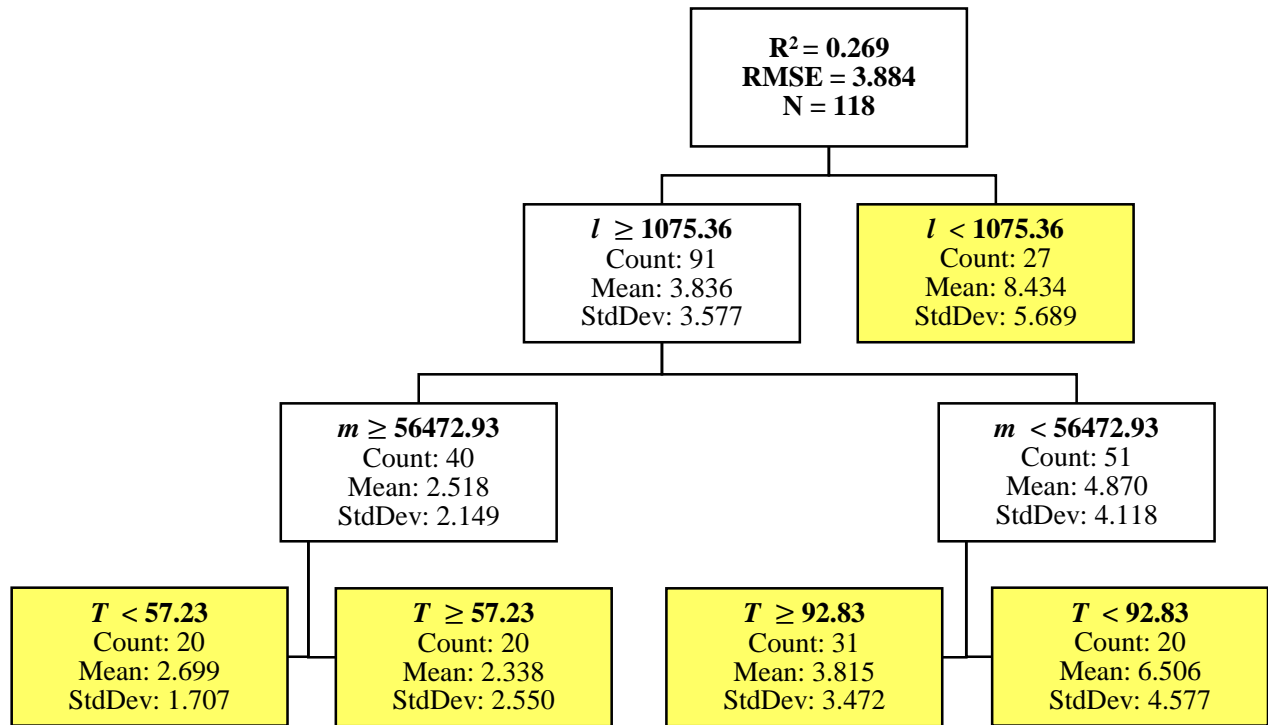 R² = 0.269
RMSE = 3.884
N = 118
l ≥ 1075.36
Count: 91
Mean: 3.836
StdDev: 3.577
l < 1075.36
Count: 27
Mean: 8.434
StdDev: 5.689
m ≥ 56472.93
Count: 40
Mean: 2.518
StdDev: 2.149
m < 56472.93
Count: 51
Mean: 4.870
StdDev: 4.118
T < 57.23
Count: 20
Mean: 2.699
StdDev: 1.707
T ≥ 57.23
Count: 20
Mean: 2.338
StdDev: 2.550
T ≥ 92.83
Count: 31
Mean: 3.815
StdDev: 3.472
T < 92.83
Count: 20
Mean: 6.506
StdDev: 4.577